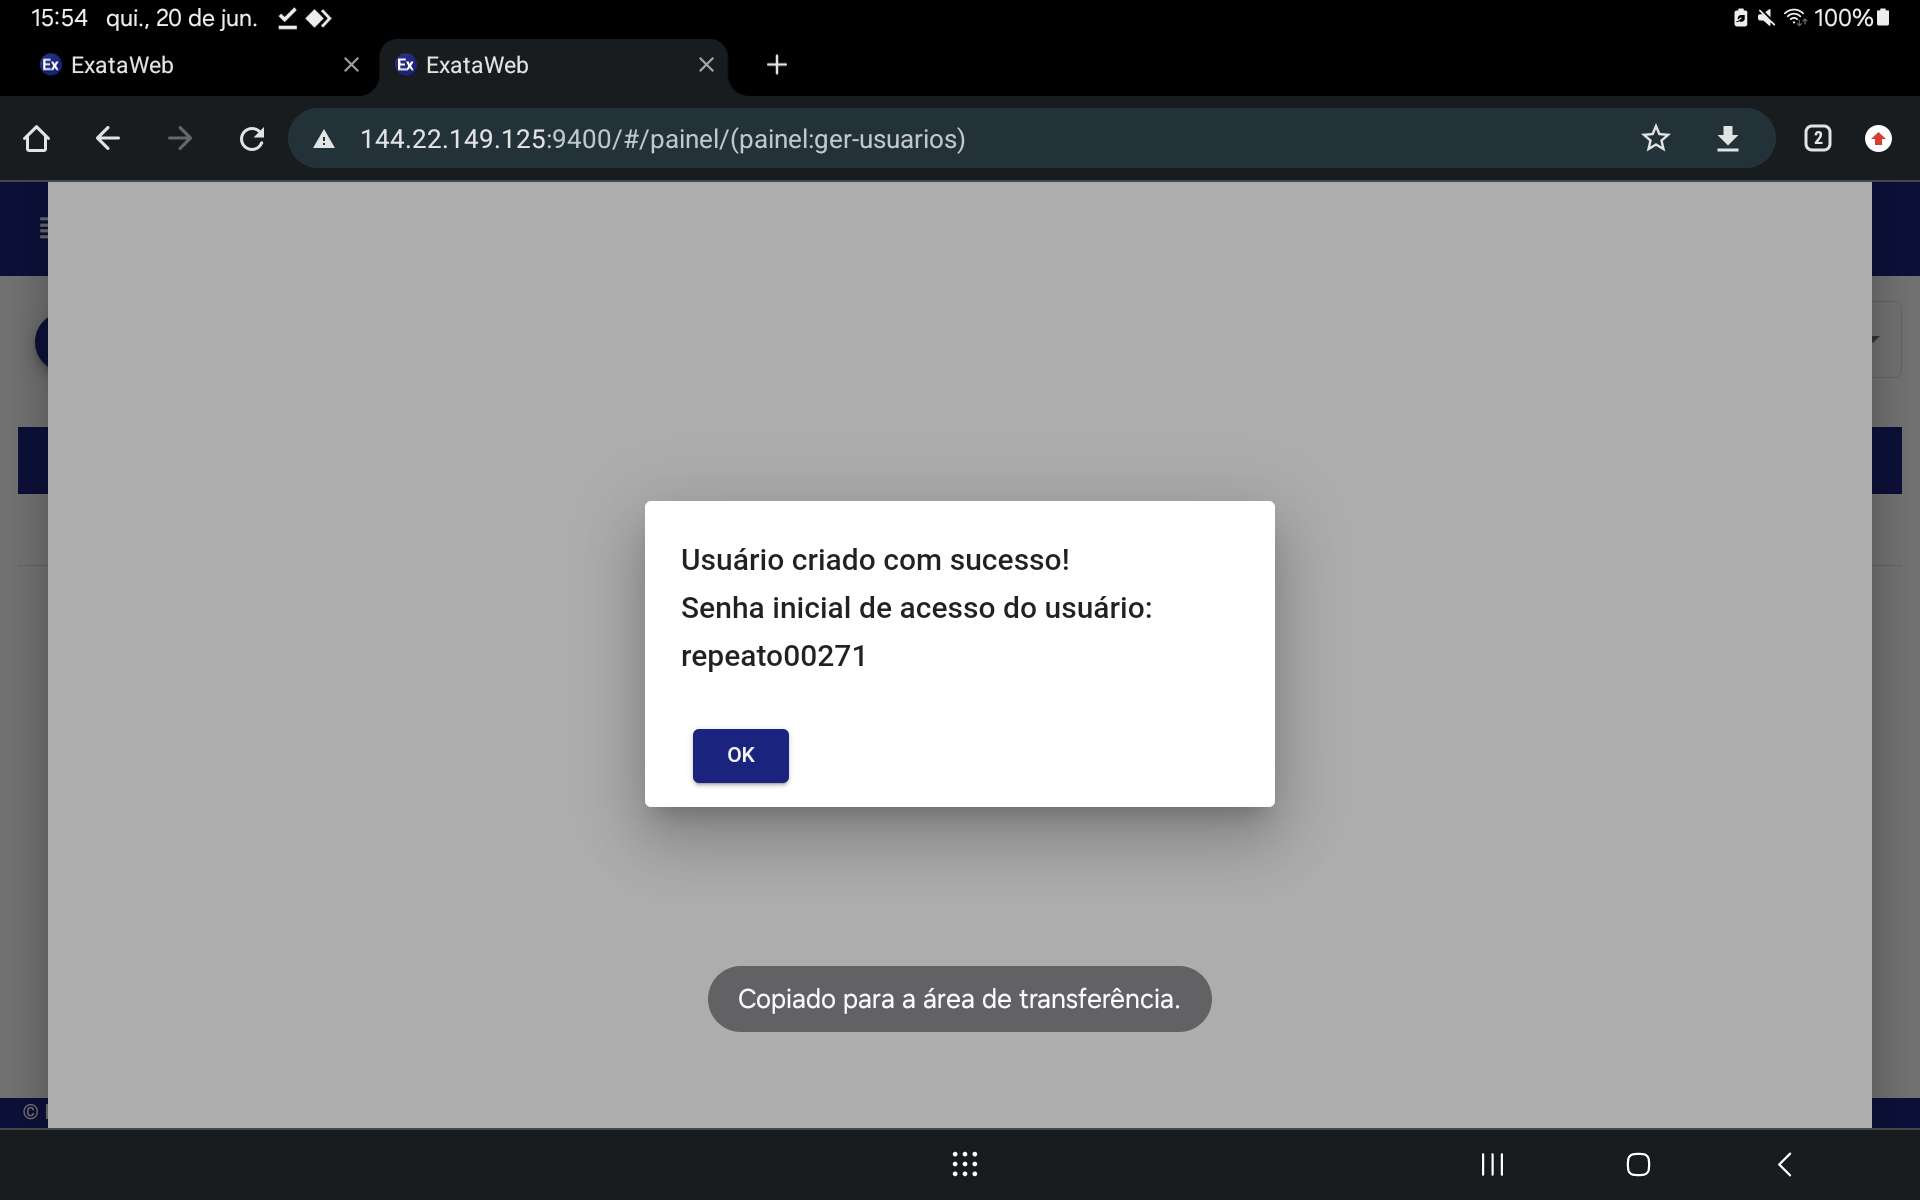 15:54 qui., 20 de jun.
100%
Ex ExataWeb
Ex ExataWeb
144.22.149.125:9400/#/painel/(painel:ger-usuarios)
2
Usuário criado com sucesso!
Senha inicial de acesso do usuário:
repeato00271
OK
Copiado para a área de transferência.
©